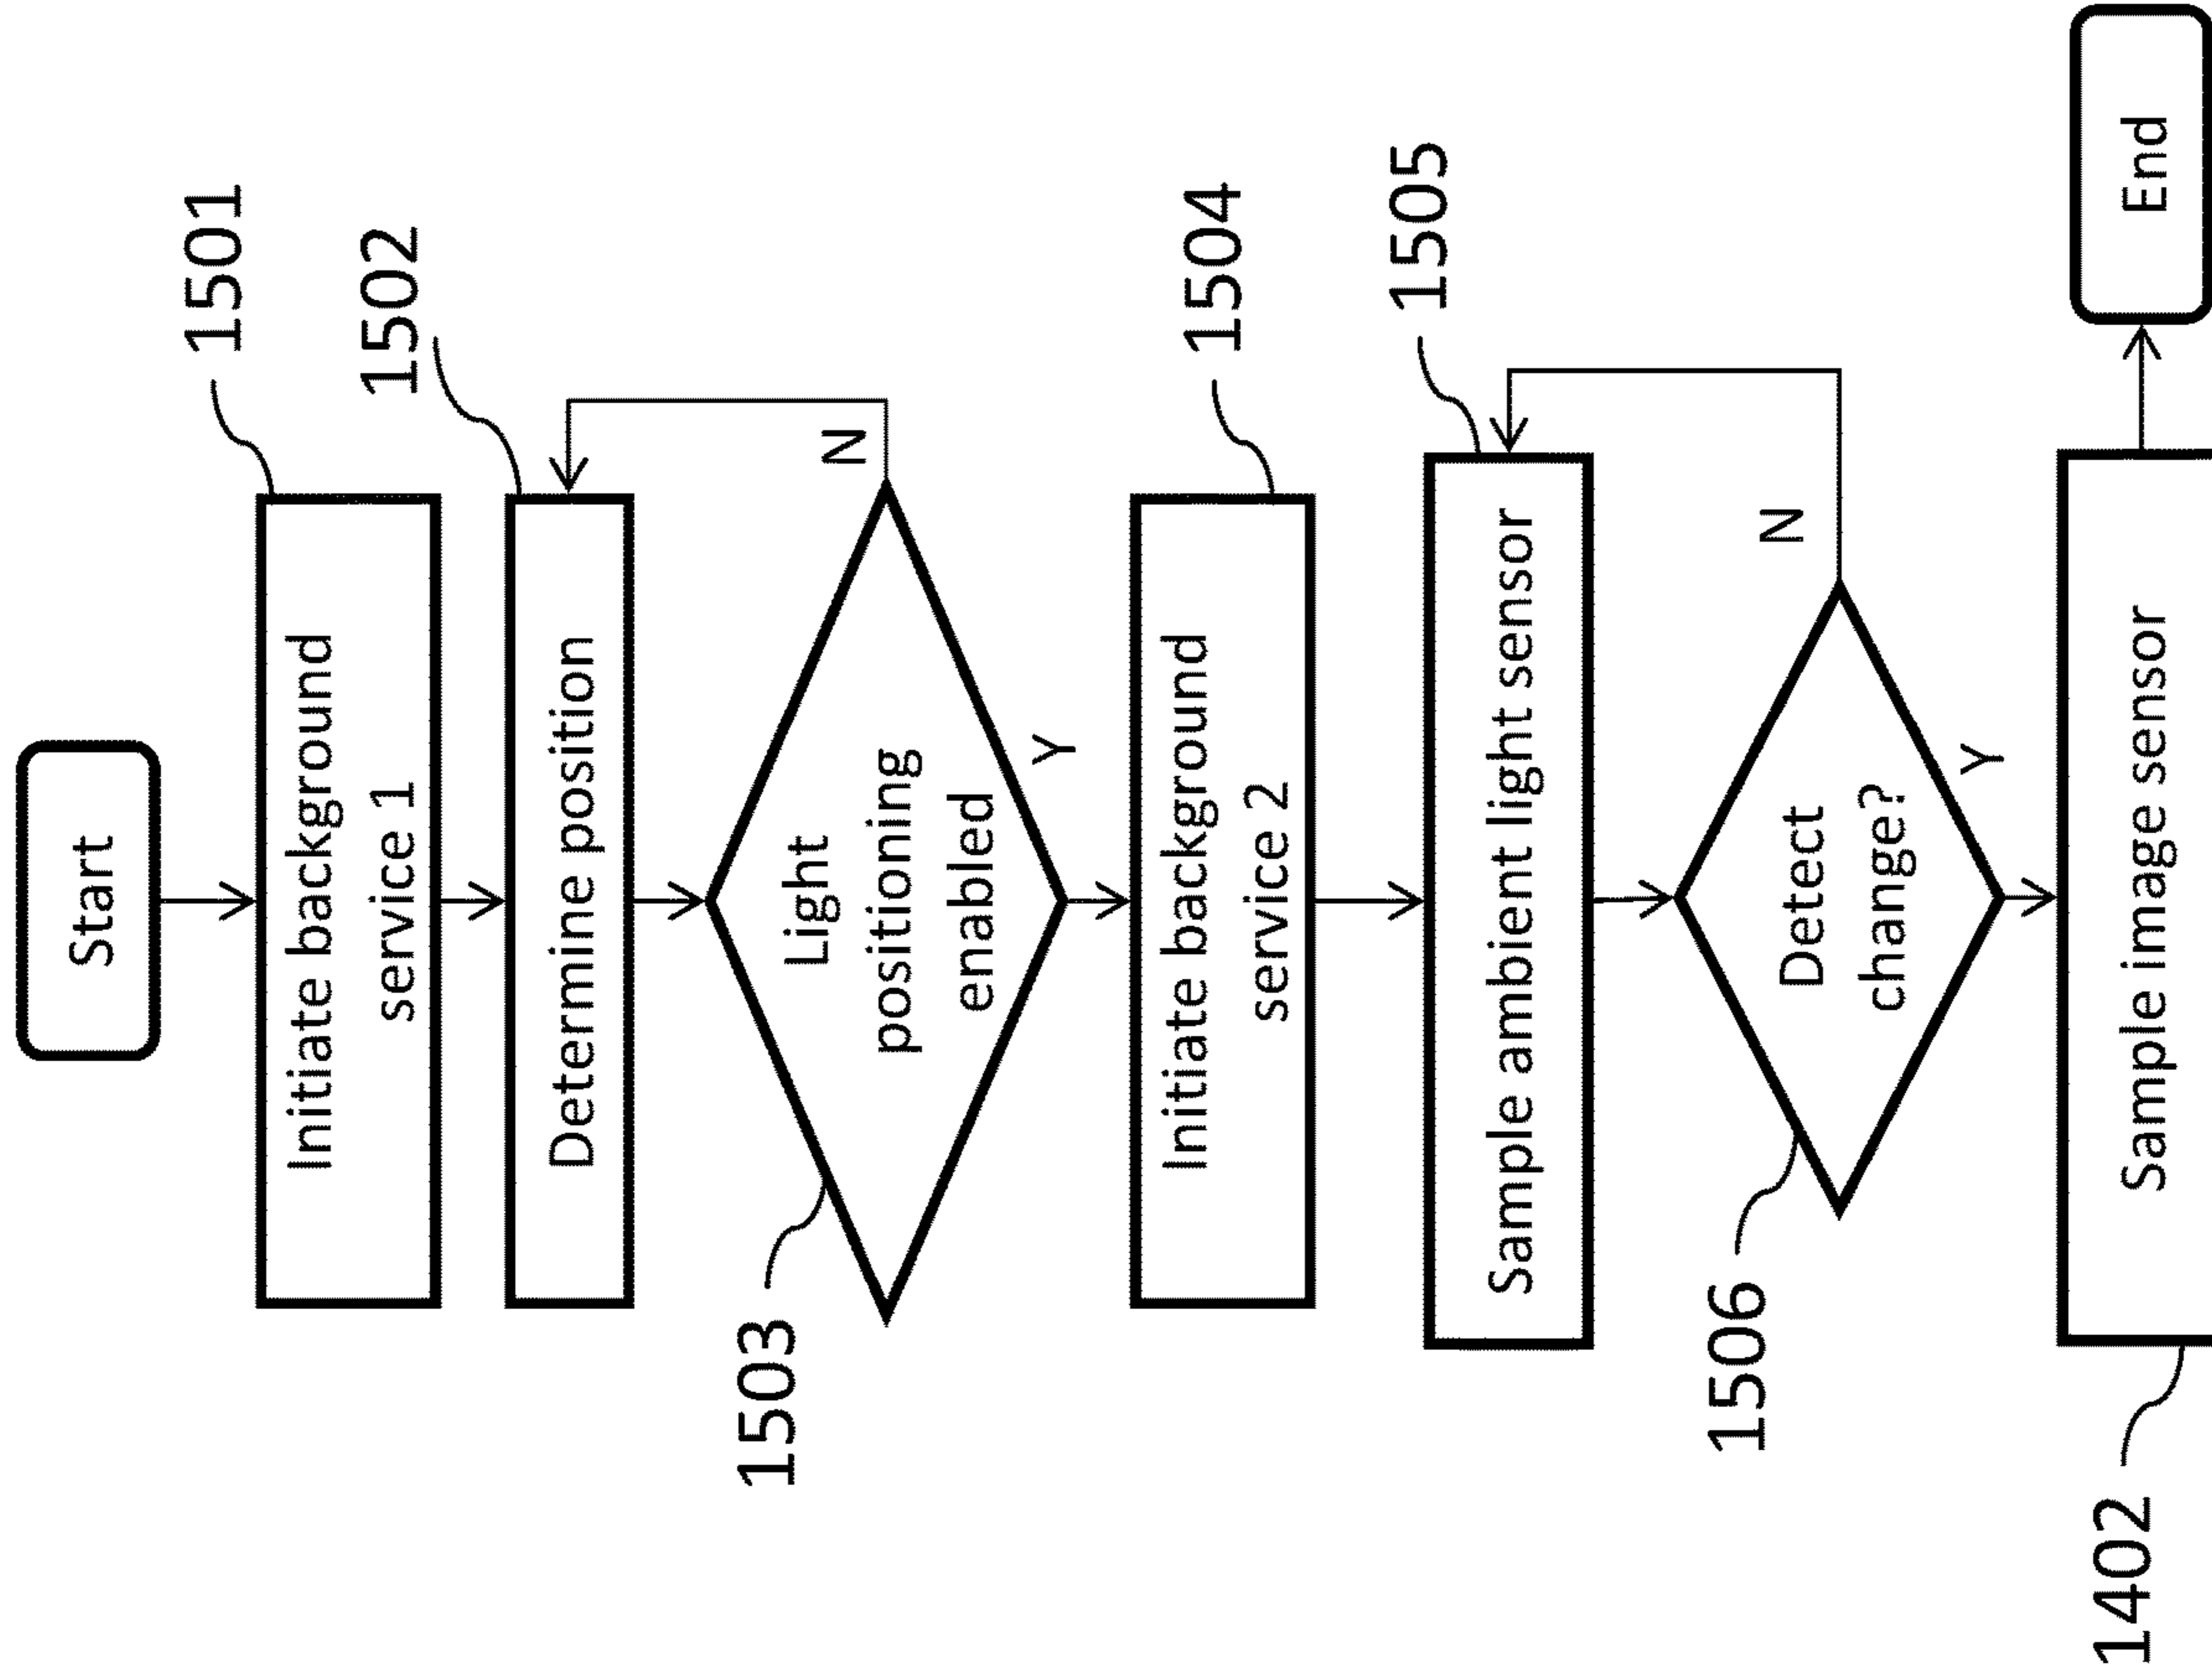 Start
1501
Initiate background
service 1
1502
Determine position
1503
Light
positioning
enabled
N
Y
1504
Initiate background
service 2
1505
Sample ambient light sensor
1506
Detect
change?
N
Y
1402
Sample image sensor
End